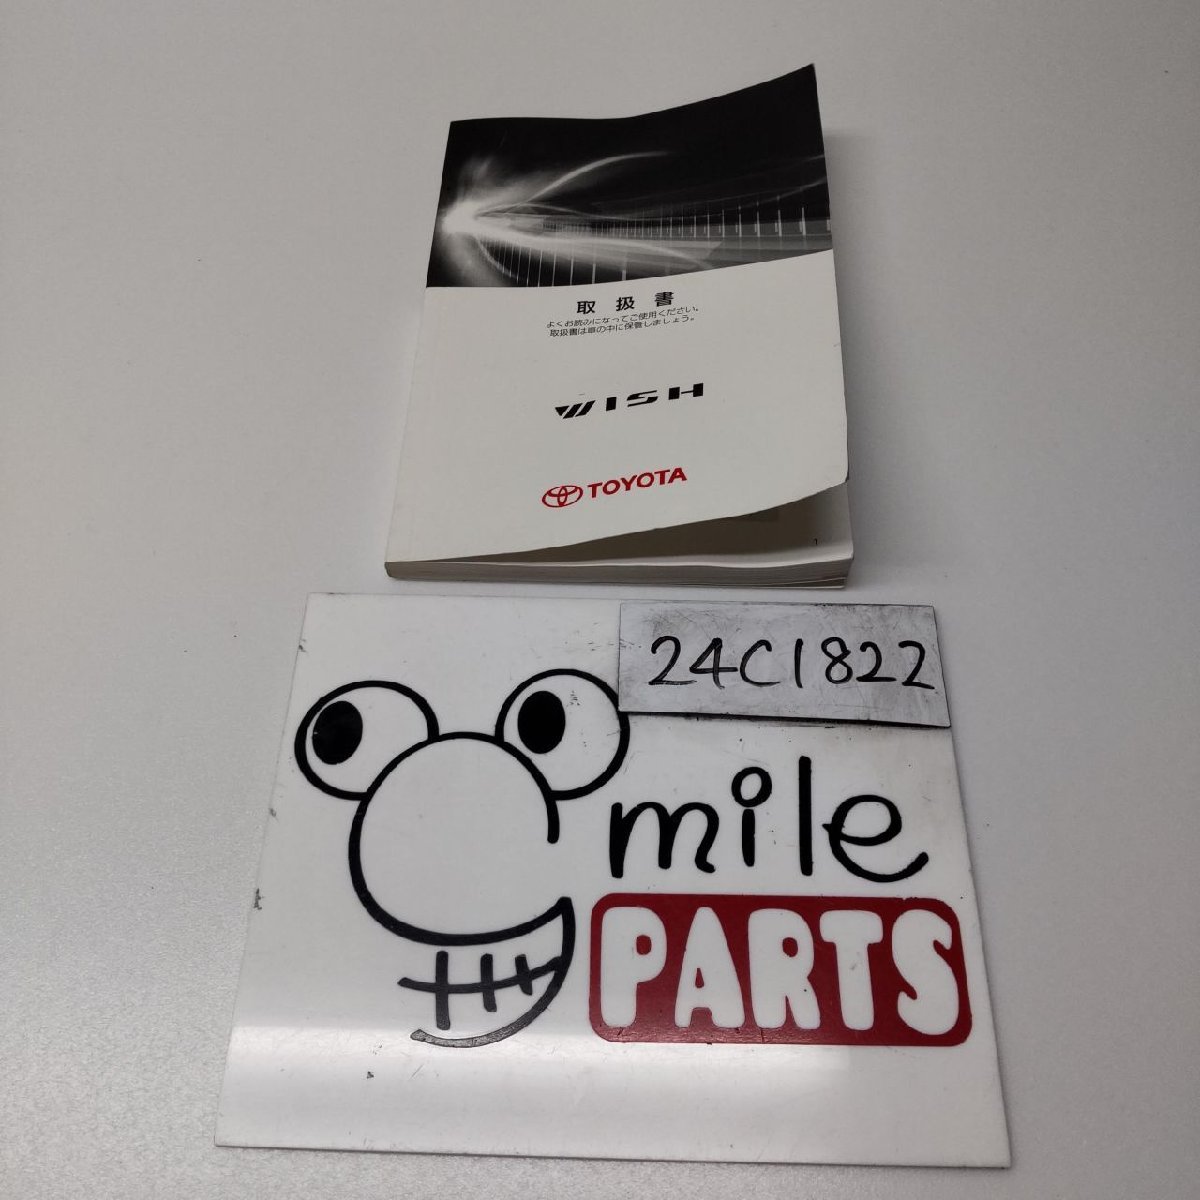 取扱書
よくお読みになってご使用ください。
取扱書は車の中に保管しましょう。
WISH
TOYOTA
24C1822
Smile
PARTS